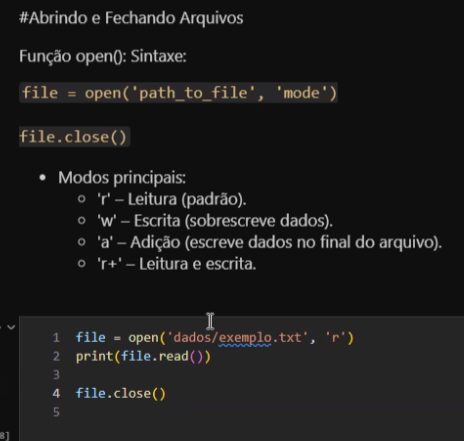 #Abrindo e Fechando Arquivos
Função open(): Sintaxe:
file = open('path_to_file', 'mode')
file.close()
• Modos principais:
○ 'r' – Leitura (padrão).
○ 'w' – Escrita (sobrescreve dados).
○ 'a' – Adição (escreve dados no final do arquivo).
○ 'r+' – Leitura e escrita.
1 file = open('dados/exemplo.txt', 'r')
2 print(file.read())
3
4 file.close()
5
8]